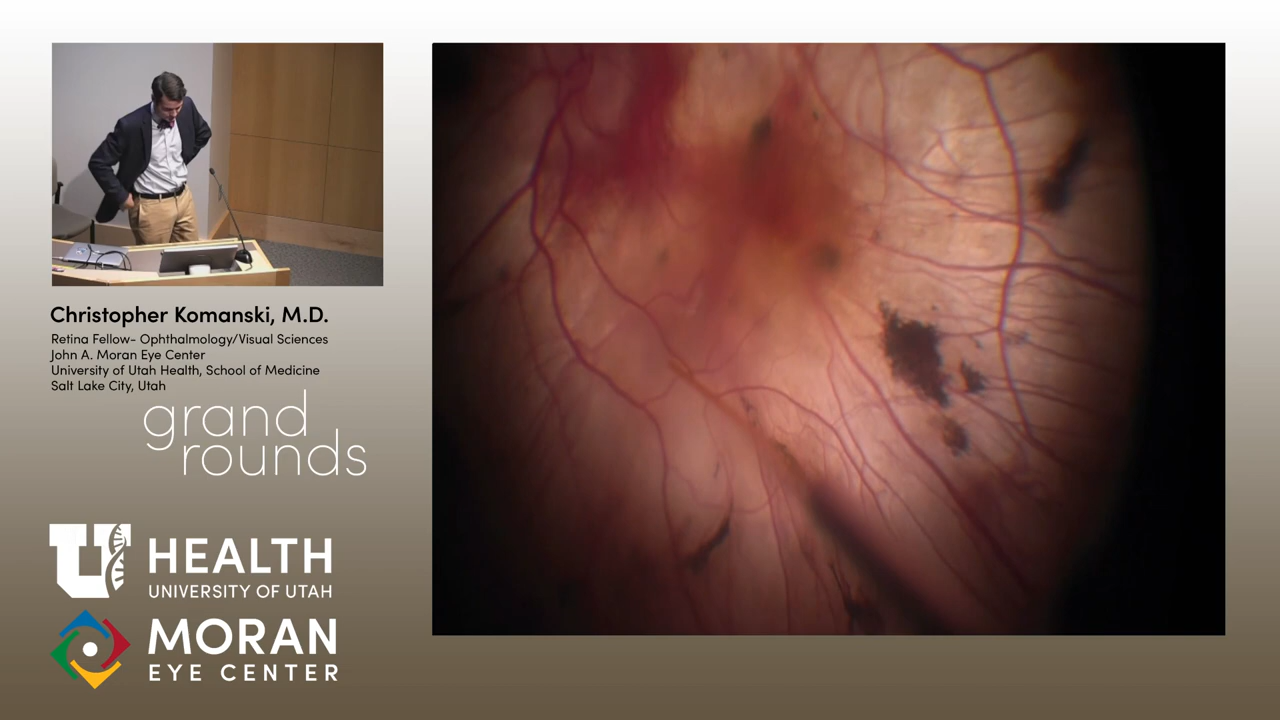 Christopher Komanski, M.D.
Retina Fellow- Ophthalmology/Visual Sciences
John A. Moran Eye Center
University of Utah Health, School of Medicine
Salt Lake City, Utah
grand
rounds
U HEALTH
UNIVERSITY OF UTAH
MORAN
EYE CENTER